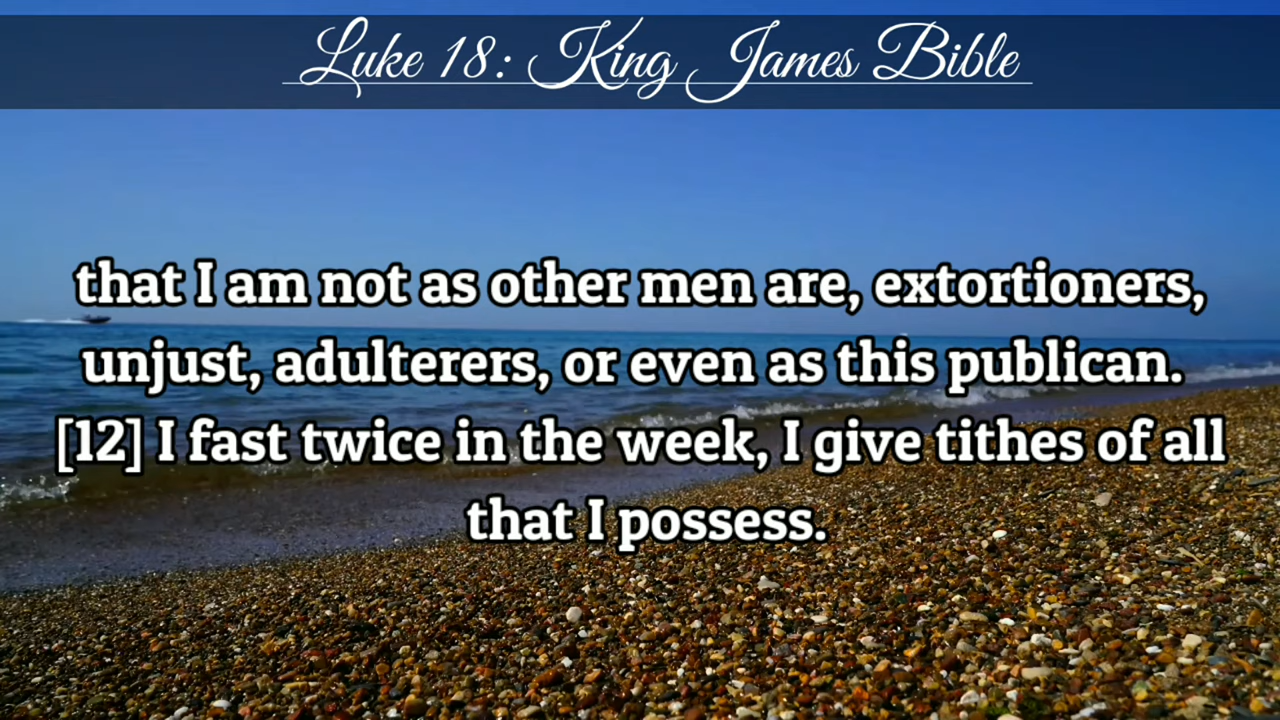 Luke 18: King James Bible
that I am not as other men are, extortioners,
unjust, adulterers, or even as this publican.
[12] I fast twice in the week, I give tithes of all
that I possess.